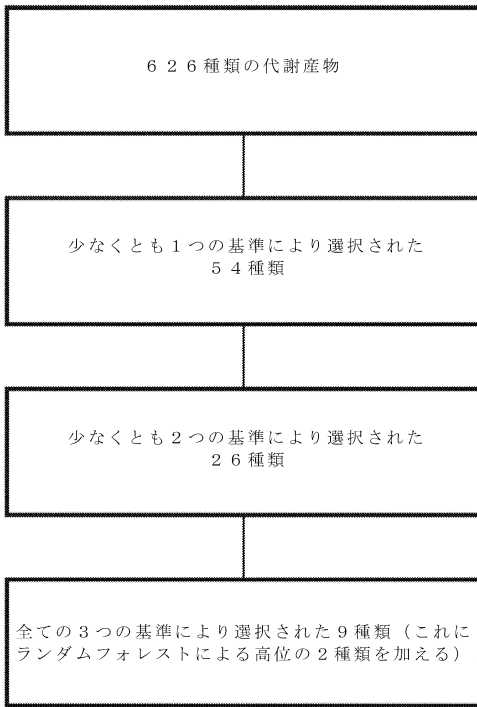 ６２６種類の代謝産物
少なくとも１つの基準により選択された
５４種類
少なくとも２つの基準により選択された
２６種類
全ての３つの基準により選択された９種類（これに
ランダムフォレストによる高位の２種類を加える）